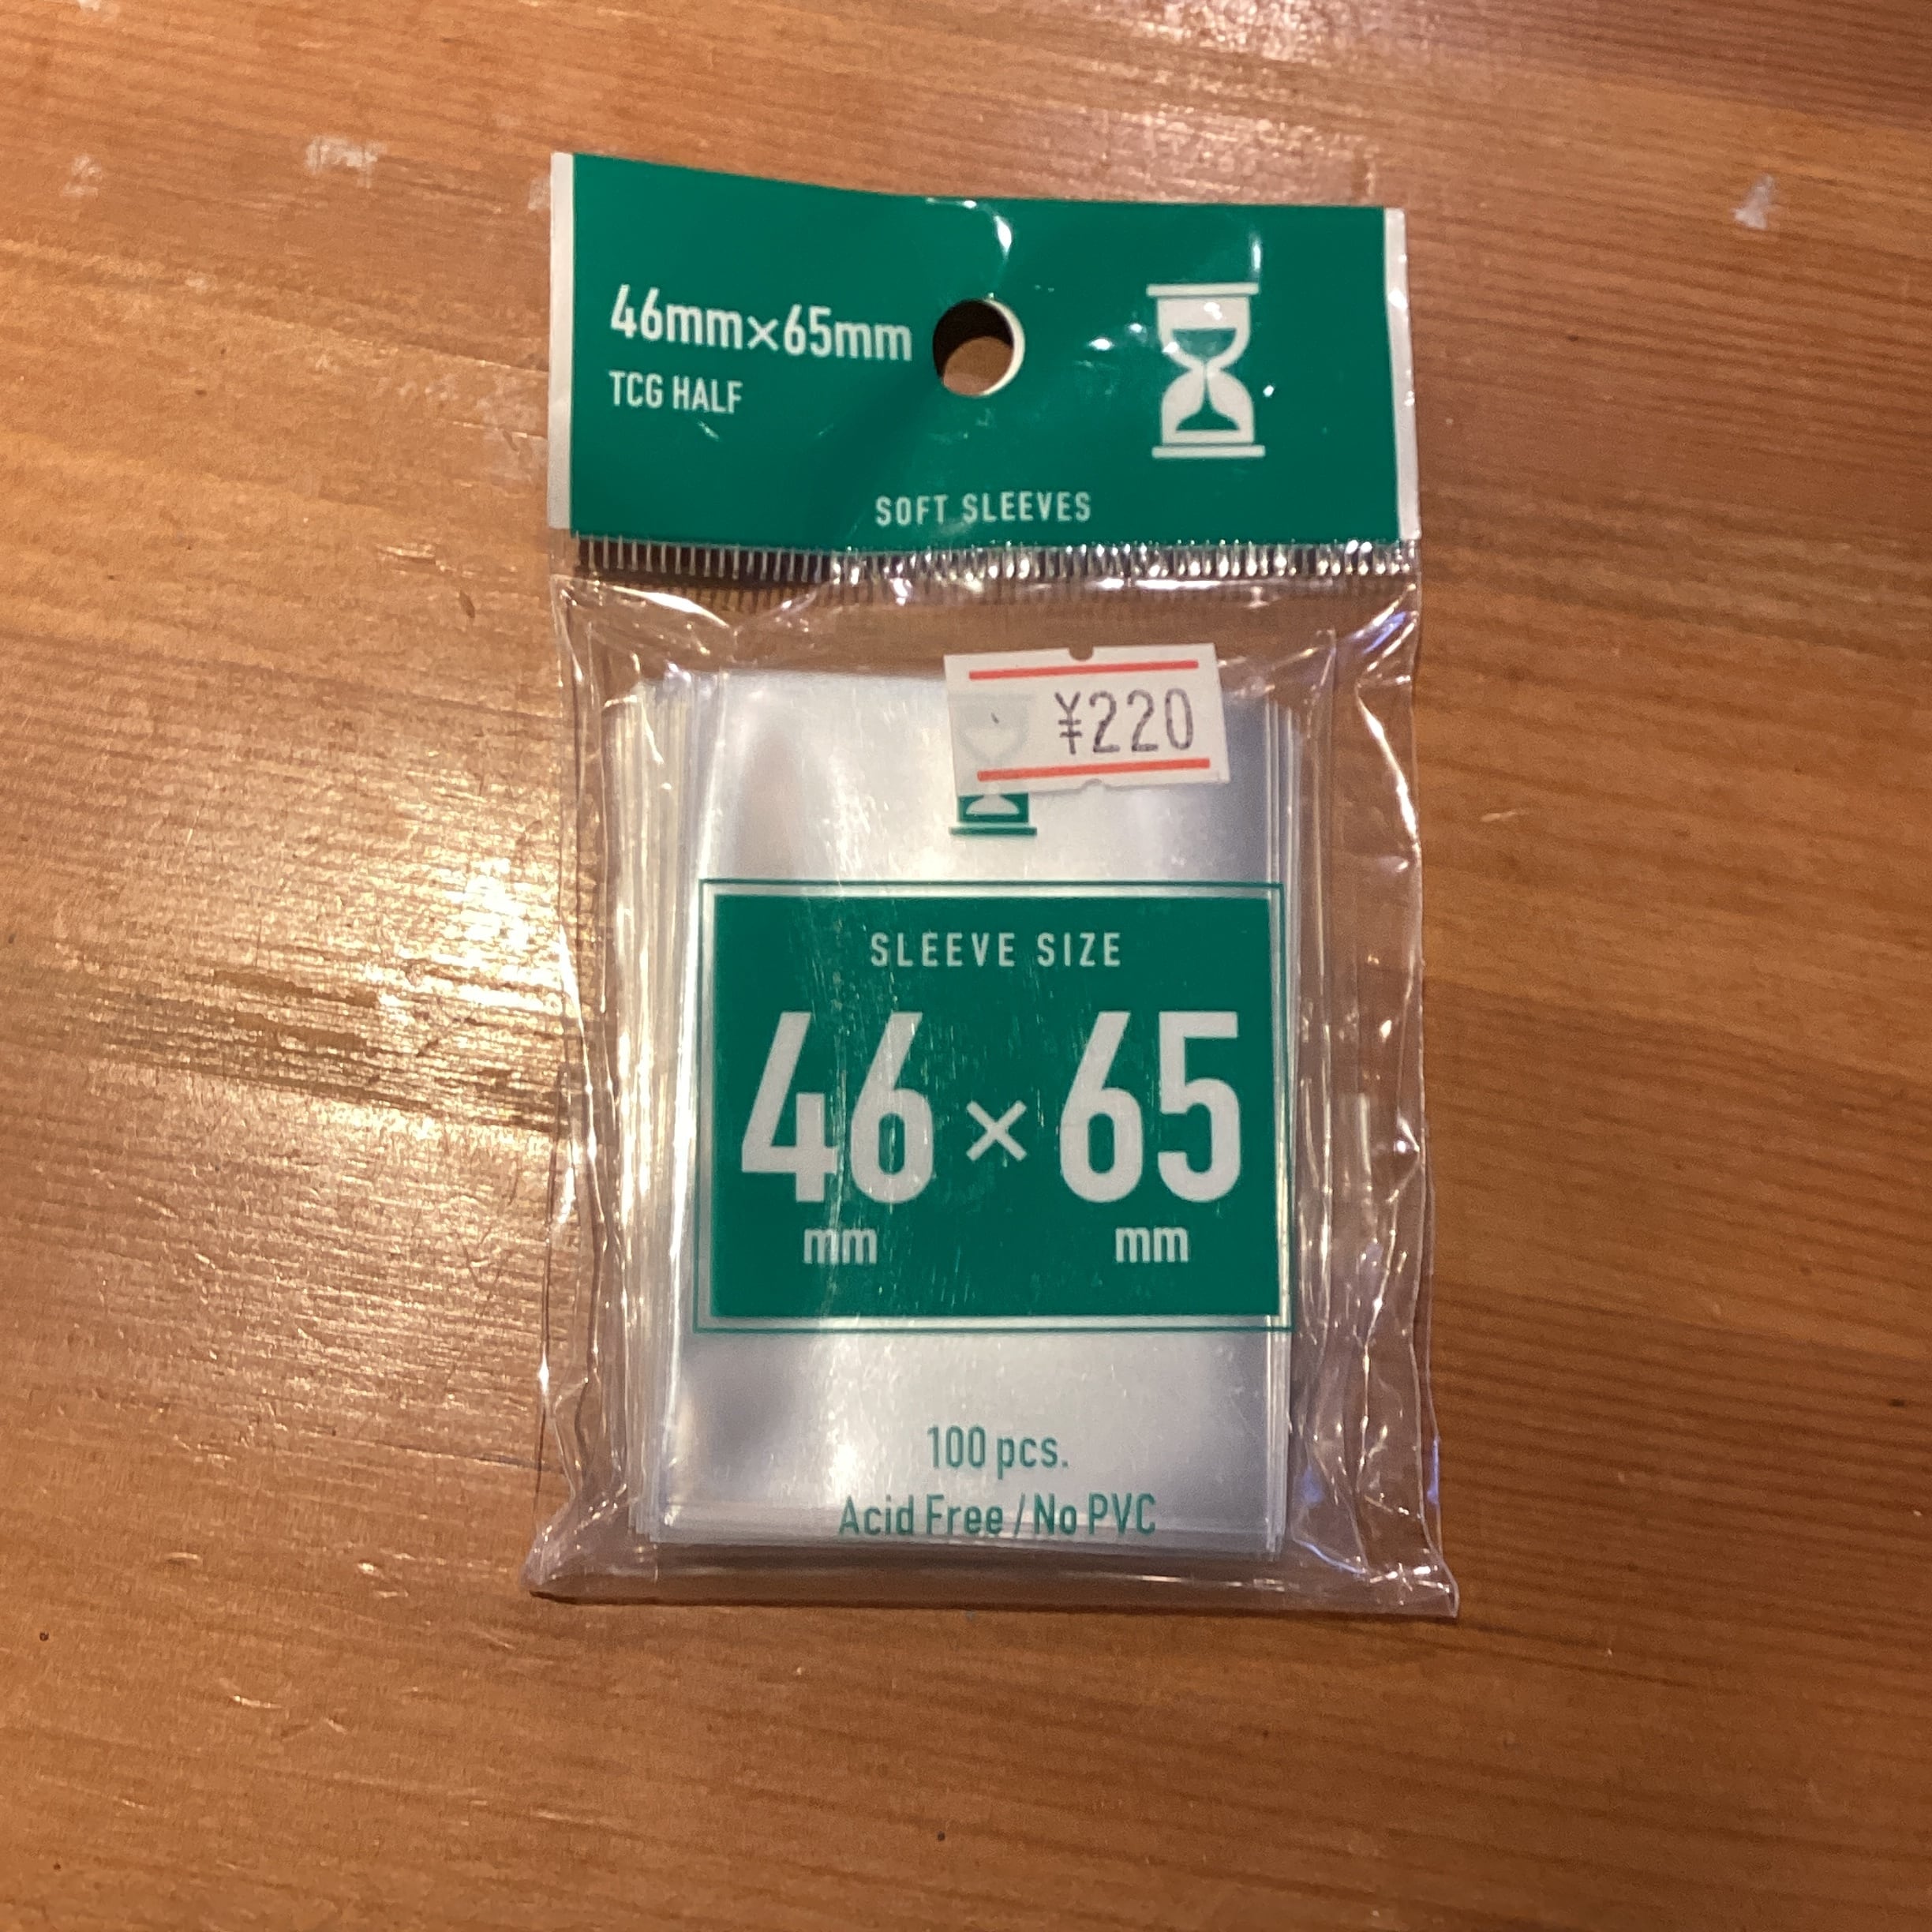 46mm×65mm
TCG HALF
SOFT SLEEVES
¥220
SLEEVE SIZE
46×65
mm mm
100 pcs.
Acid Free / No PVC